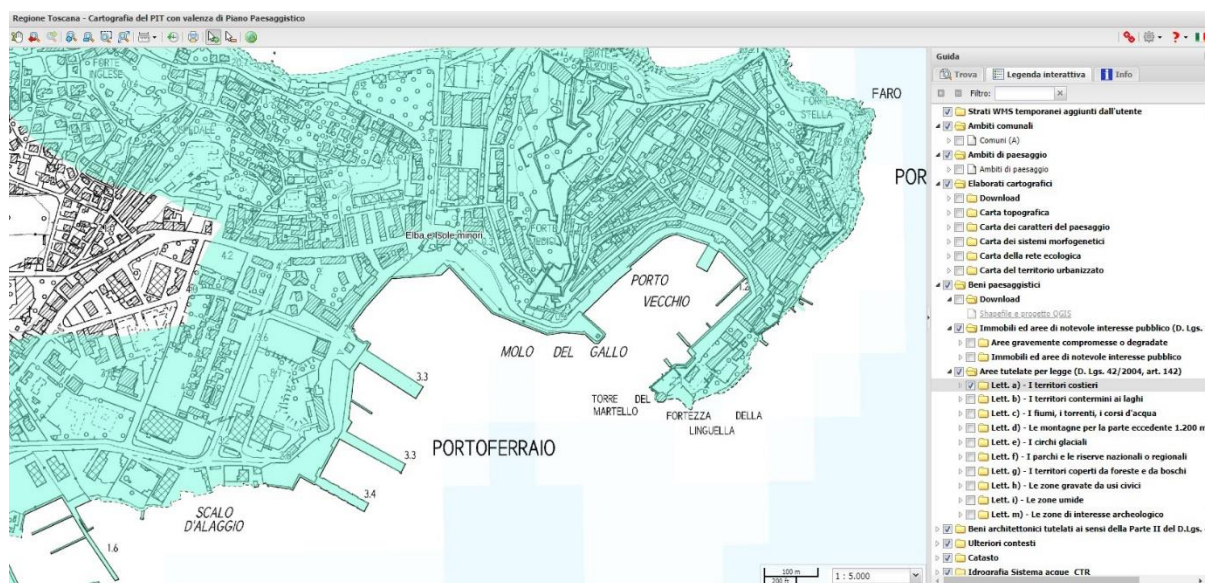 Regione Toscana - Cartografia del PIT con valenza di Piano Paesaggistico
Guida
Trova
Legenda interattiva
Info
Filtro:
Strati WMS temporanei aggiunti dall'utente
Ambiti comunali
Comuni (A)
Ambiti di paesaggio
Ambiti di paesaggio
Elaborati cartografici
Download
Carta topografica
Carta dei caratteri del paesaggio
Carta dei sistemi morfogenetici
Carta della rete ecologica
Carta del territorio urbanizzato
Beni paesaggistici
Download
Shapefile e progetto QGIS
Immobili ed aree di notevole interesse pubblico (D. Lgs.
Aree gravemente compromesse o degradate
Immobili ed aree di notevole interesse pubblico
Aree tutelate per legge (D. Lgs. 42/2004, art. 142)
Lett. a) - I territori costieri
Lett. b) - I territori contermini ai laghi
Lett. c) - I fiumi, i torrenti, i corsi d'acqua
Lett. d) - Le montagne per la parte eccedente 1.200 m
Lett. e) - I circhi glaciali
Lett. f) - I parchi e le riserve nazionali o regionali
Lett. g) - I territori coperti da foreste e da boschi
Lett. h) - Le zone gravate da usi civici
Lett. i) - Le zone umide
Lett. m) - Le zone di interesse archeologico
Beni architettonici tutelati ai sensi della Parte II del D.Lgs.
Ulteriori contesti
Catasto
Idrografia Sistema acque CTR
FORTE
INGLESE
OSPEDALE
FORTE
FALCONE
FORTE
STELLA
FARO
POR
Elba e Isole minori
FORTE
42
PORTO
VECCHIO
1.2
MOLO DEL GALLO
TORRE DEL
MARTELLO
FORTEZZA DELLA
LINGUELLA
3.3
PORTOFERRAIO
3.3
3.4
SCALO
D'ALAGGIO
1.6
100 m
200 ft
1 : 5.000